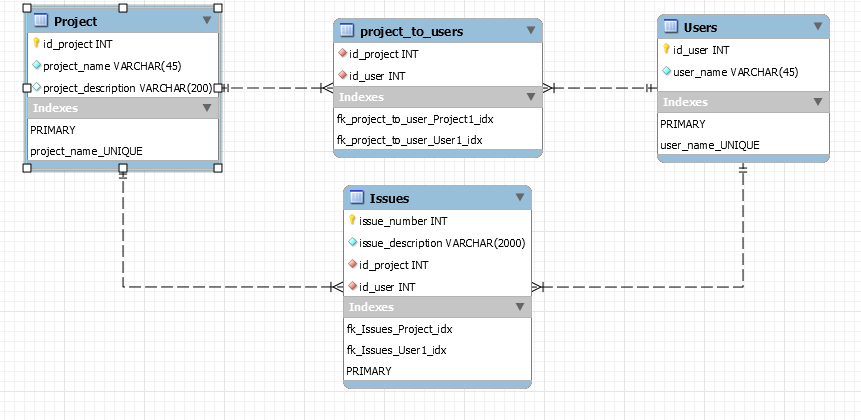 Project
id_project INT
project_name VARCHAR(45)
project_description VARCHAR(200)
Indexes
PRIMARY
project_name_UNIQUE
project_to_users
id_project INT
id_user INT
Indexes
fk_project_to_user_Project1_idx
fk_project_to_user_User1_idx
Users
id_user INT
user_name VARCHAR(45)
Indexes
PRIMARY
user_name_UNIQUE
Issues
issue_number INT
issue_description VARCHAR(2000)
id_project INT
id_user INT
Indexes
fk_Issues_Project_idx
fk_Issues_User1_idx
PRIMARY